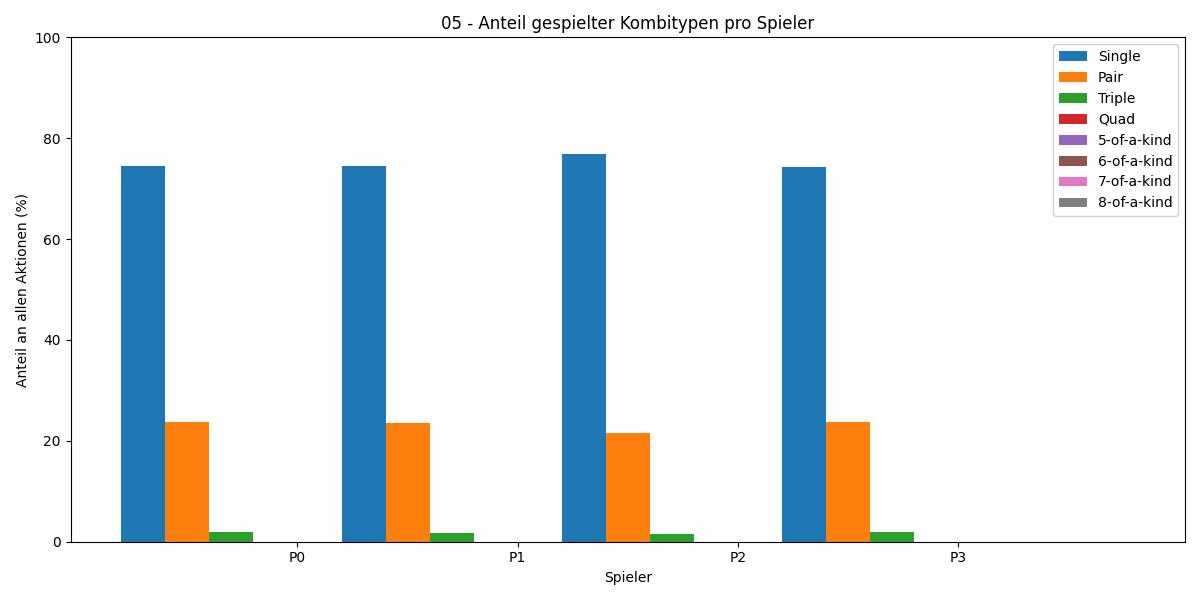 05 - Anteil gespielter Kombitypen pro Spieler
Anteil an allen Aktionen (%)
100
80
60
40
20
0
P0
P1
P2
P3
Spieler
Single
Pair
Triple
Quad
5-of-a-kind
6-of-a-kind
7-of-a-kind
8-of-a-kind